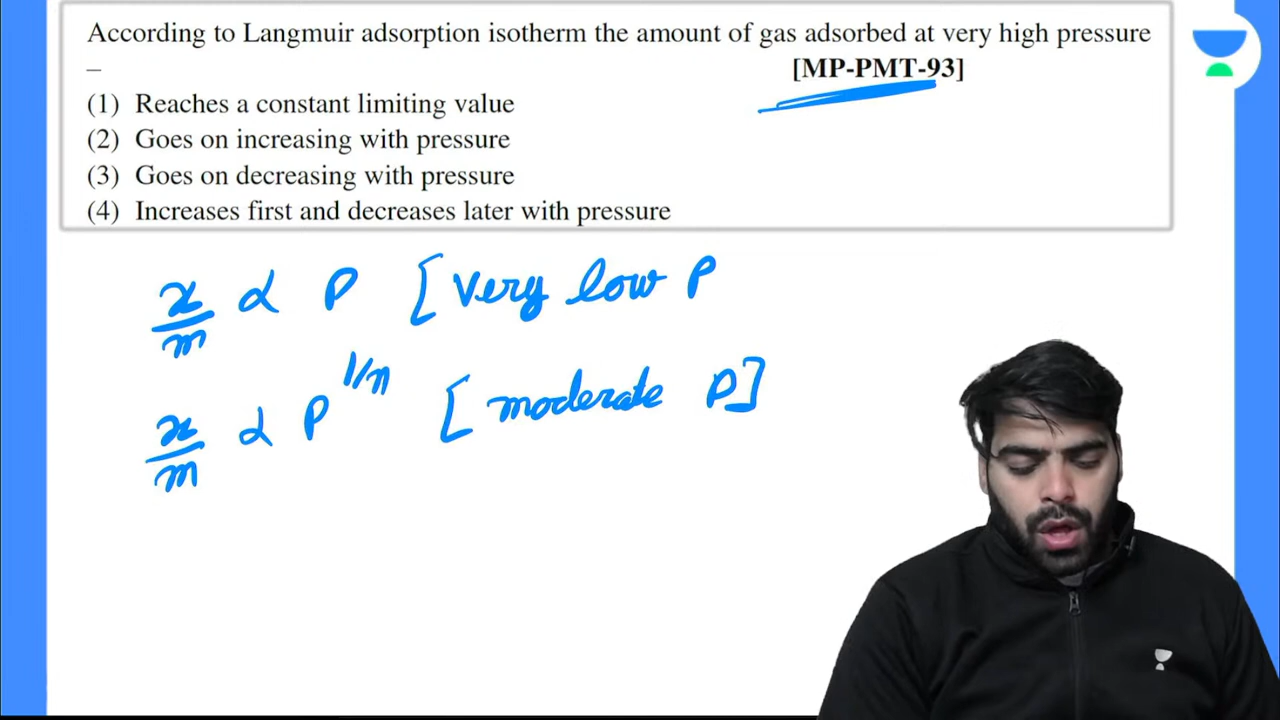 According to Langmuir adsorption isotherm the amount of gas adsorbed at very high pressure
– [MP-PMT-93]
(1) Reaches a constant limiting value
(2) Goes on increasing with pressure
(3) Goes on decreasing with pressure
(4) Increases first and decreases later with pressure
x/m ∝ P [very low P
x/m ∝ P^1/n [moderate P]